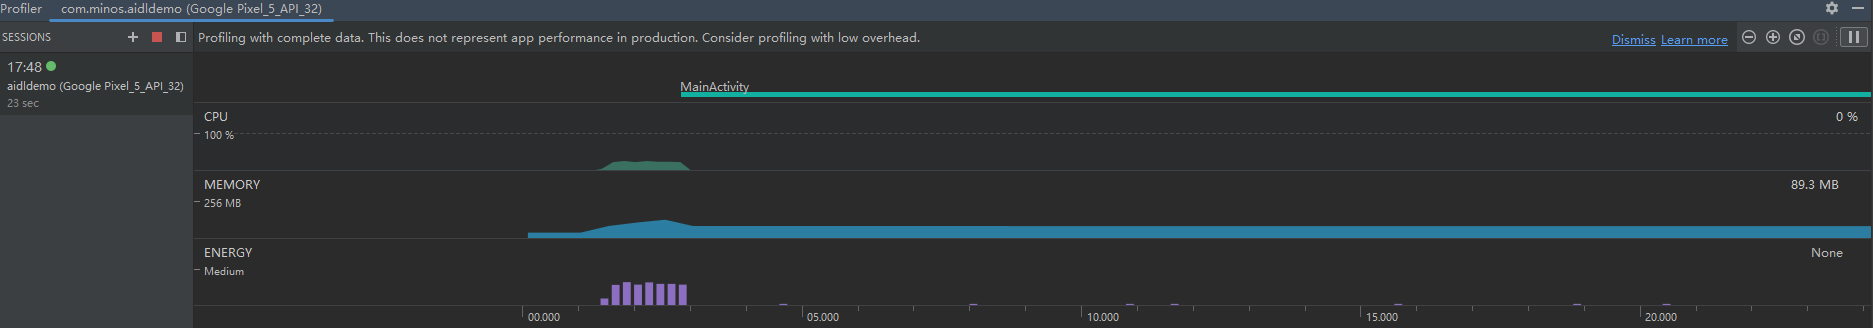 Profiler com.minos.aidldemo (Google Pixel_5_API_32)
SESSIONS
Profiling with complete data. This does not represent app performance in production. Consider profiling with low overhead.
Dismiss Learn more
17:48
aidldemo (Google Pixel_5_API_32)
23 sec
MainActivity
CPU 0 %
100 %
MEMORY 89.3 MB
256 MB
ENERGY None
Medium
00.000 05.000 10.000 15.000 20.000